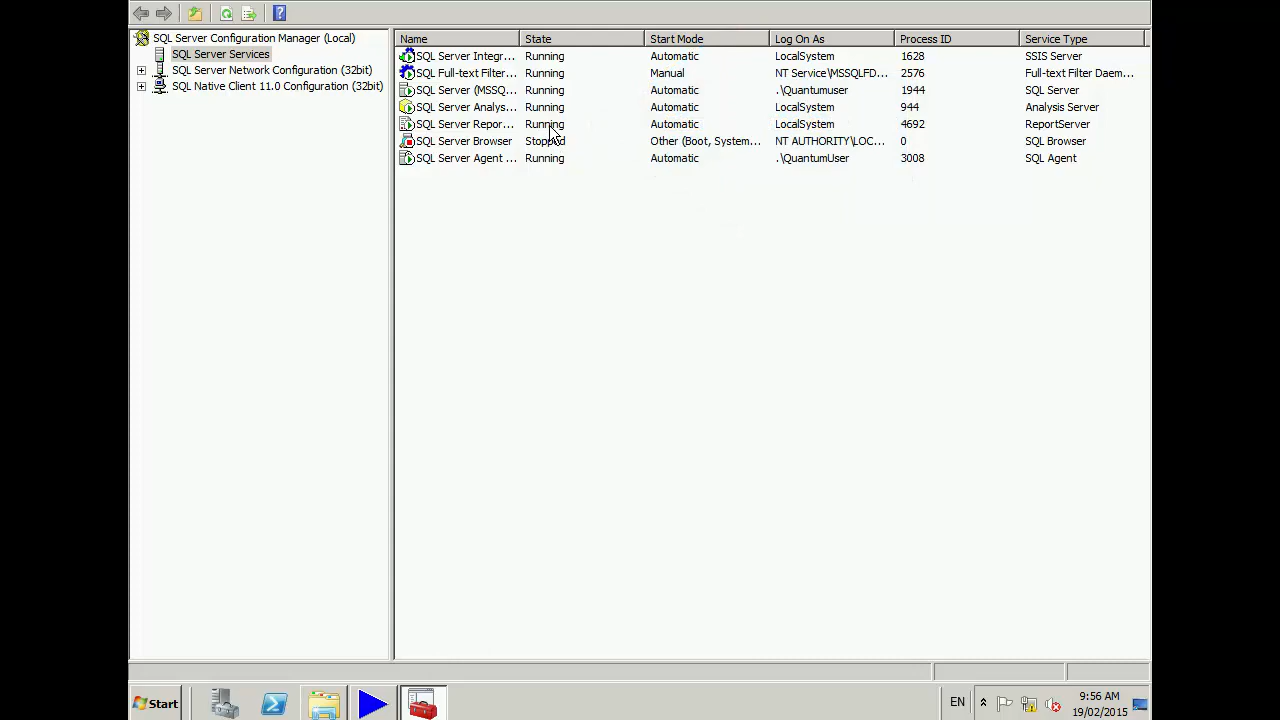 SQL Server Configuration Manager (Local)
SQL Server Services
SQL Server Network Configuration (32bit)
SQL Native Client 11.0 Configuration (32bit)
Name State Start Mode Log On As Process ID Service Type
SQL Server Integr... Running Automatic LocalSystem 1628 SSIS Server
SQL Full-text Filter... Running Manual NT Service\MSSQLFD... 2576 Full-text Filter Daem...
SQL Server (MSSQ... Running Automatic .\Quantumuser 1944 SQL Server
SQL Server Analys... Running Automatic LocalSystem 944 Analysis Server
SQL Server Repor... Running Automatic LocalSystem 4692 ReportServer
SQL Server Browser Stopped Other (Boot, System... NT AUTHORITY\LOC... 0 SQL Browser
SQL Server Agent ... Running Automatic .\QuantumUser 3008 SQL Agent
Start
EN
9:56 AM
19/02/2015